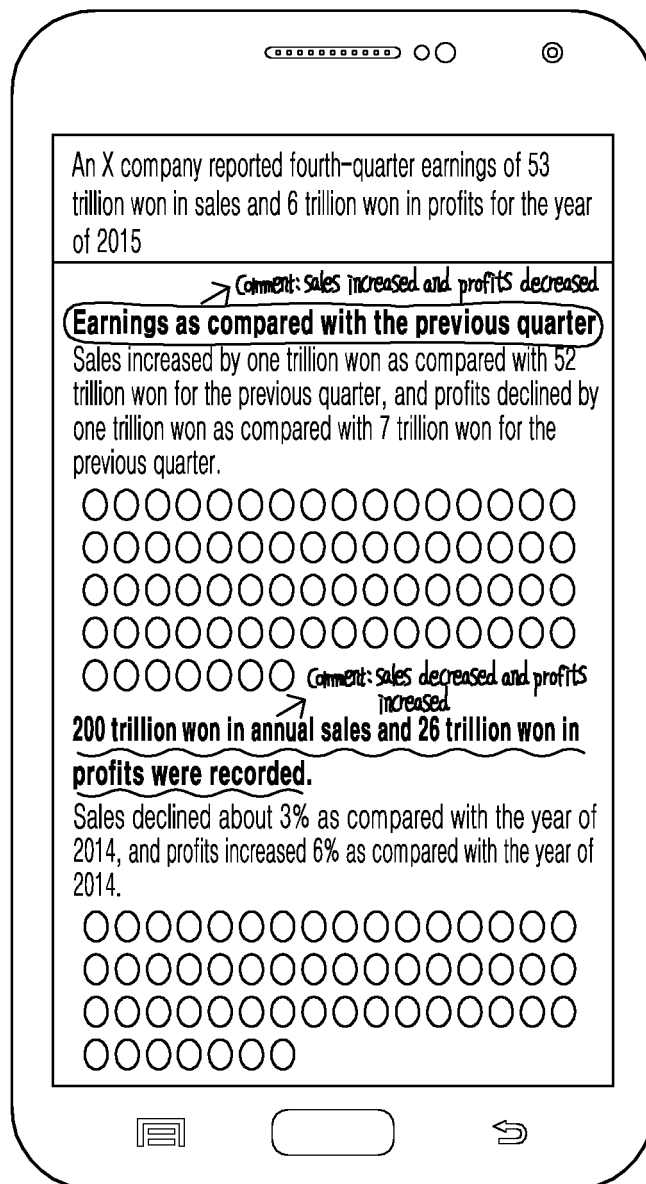 An X company reported fourth-quarter earnings of 53
trillion won in sales and 6 trillion won in profits for the year
of 2015
Comment: sales increased and profits decreased
Earnings as compared with the previous quarter
Sales increased by one trillion won as compared with 52
trillion won for the previous quarter, and profits declined by
one trillion won as compared with 7 trillion won for the
previous quarter.
Comment: sales decreased and profits
increased
200 trillion won in annual sales and 26 trillion won in
profits were recorded.
Sales declined about 3% as compared with the year of
2014, and profits increased 6% as compared with the year of
2014.